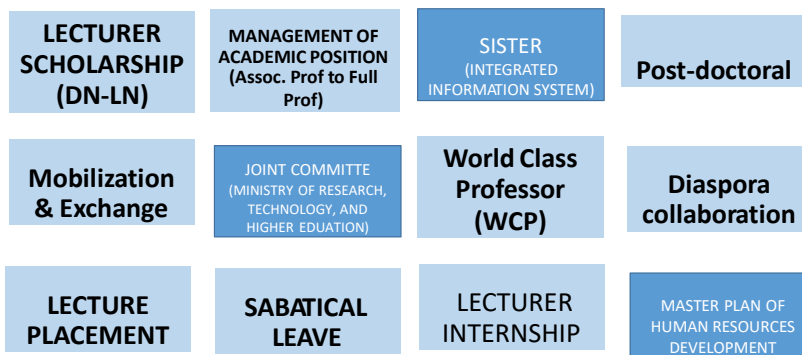 LECTURER
SCHOLARSHIP
(DN-LN)
MANAGEMENT OF
ACADEMIC POSITION
(Assoc. Prof to Full
Prof)
SISTER
(INTEGRATED
INFORMATION SYSTEM)
Post-doctoral
Mobilization
& Exchange
JOINT COMMITTE
(MINISTRY OF RESEARCH,
TECHNOLOGY, AND
HIGHER EDUATION)
World Class
Professor
(WCP)
Diaspora
collaboration
LECTURE
PLACEMENT
SABATICAL
LEAVE
LECTURER
INTERNSHIP
MASTER PLAN OF
HUMAN RESOURCES
DEVELOPMENT